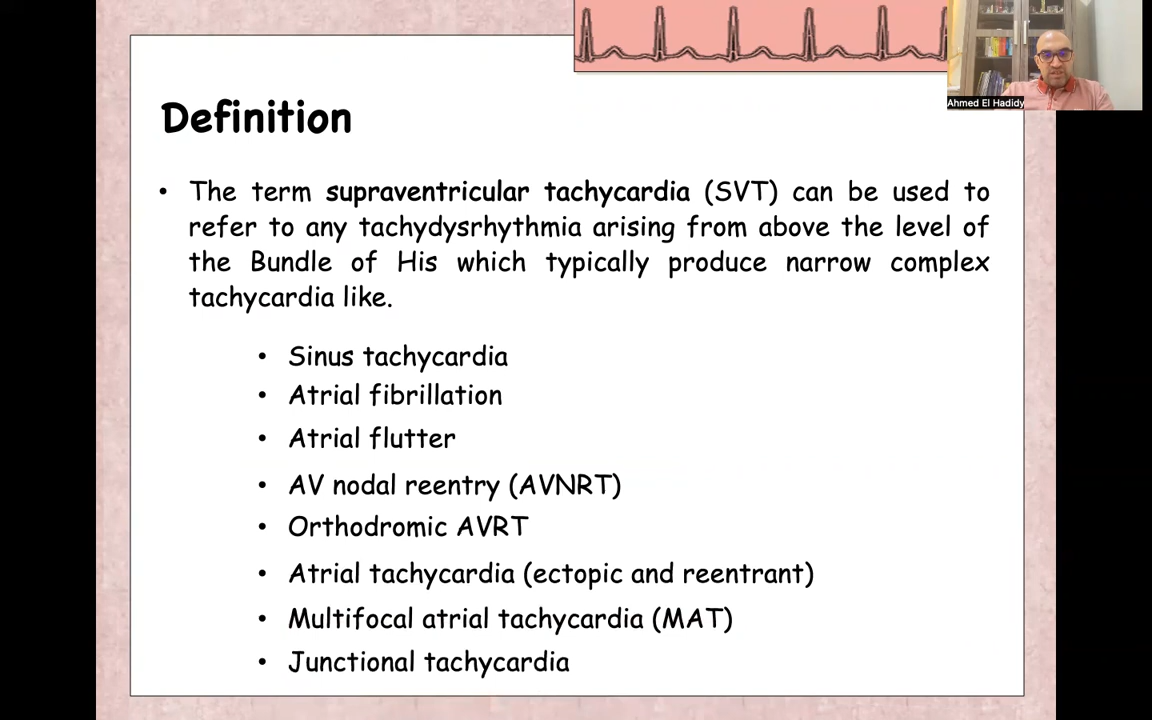 Ahmed El Hadidy
Definition
• The term supraventricular tachycardia (SVT) can be used to
refer to any tachydysrhythmia arising from above the level of
the Bundle of His which typically produce narrow complex
tachycardia like.
• Sinus tachycardia
• Atrial fibrillation
• Atrial flutter
• AV nodal reentry (AVNRT)
• Orthodromic AVRT
• Atrial tachycardia (ectopic and reentrant)
• Multifocal atrial tachycardia (MAT)
• Junctional tachycardia